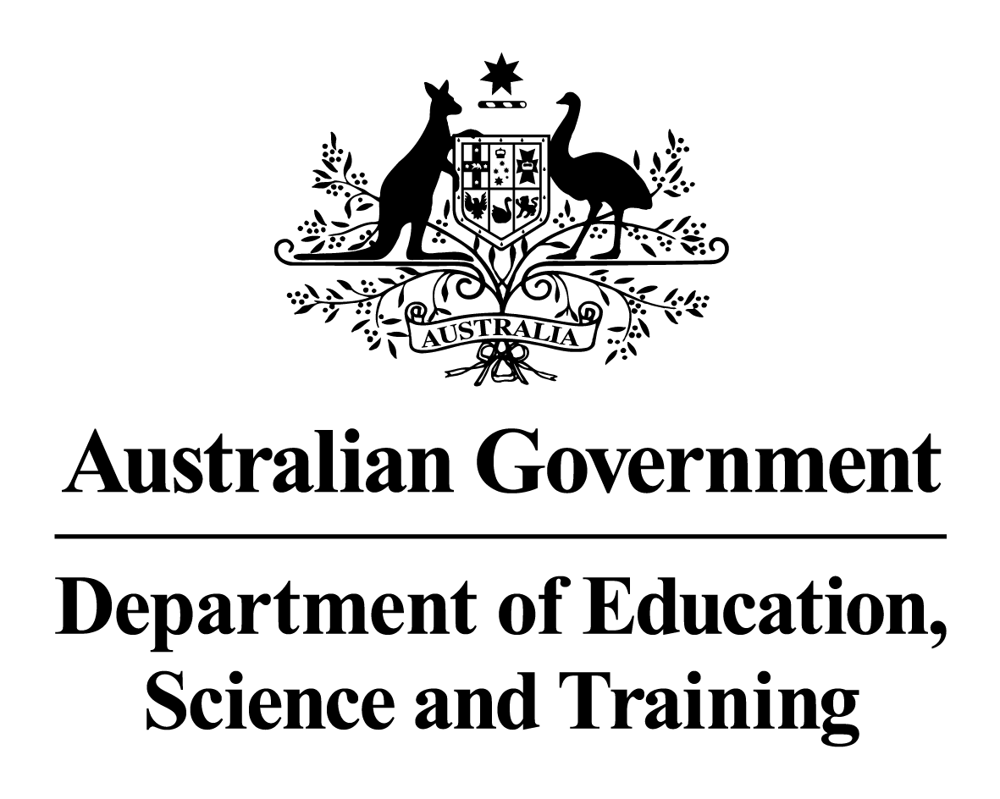 AUSTRALIA
Australian Government
Department of Education,
Science and Training